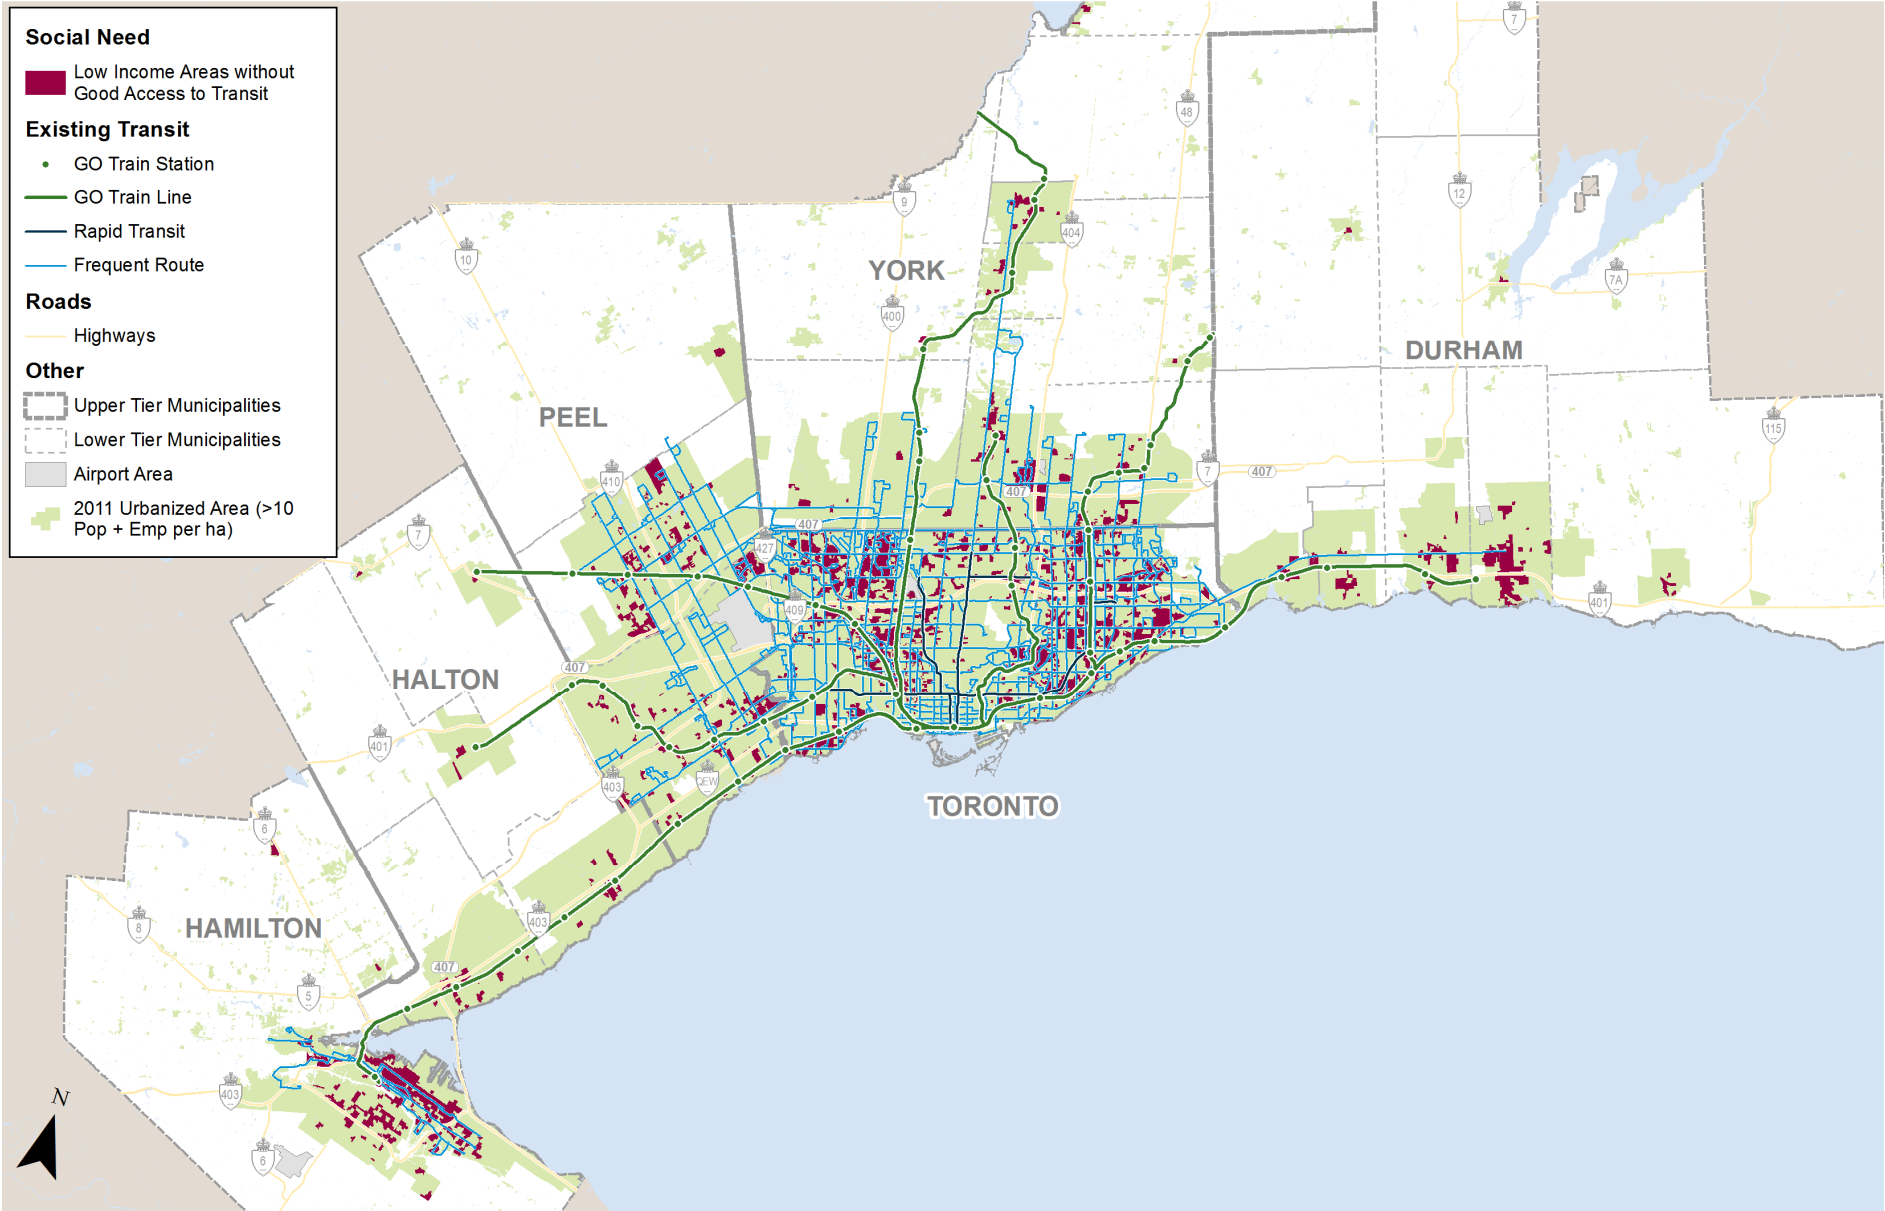 Social Need
Low Income Areas without
Good Access to Transit
Existing Transit
GO Train Station
GO Train Line
Rapid Transit
Frequent Route
Roads
Highways
Other
Upper Tier Municipalities
Lower Tier Municipalities
Airport Area
2011 Urbanized Area (>10
Pop + Emp per ha)
7
48
9
12
404
10
YORK
7A
400
DURHAM
PEEL
115
410
407
7
407
407
7
427
409
401
407
HALTON
401
403
QEW
TORONTO
6
8
HAMILTON
403
407
5
403
6
N